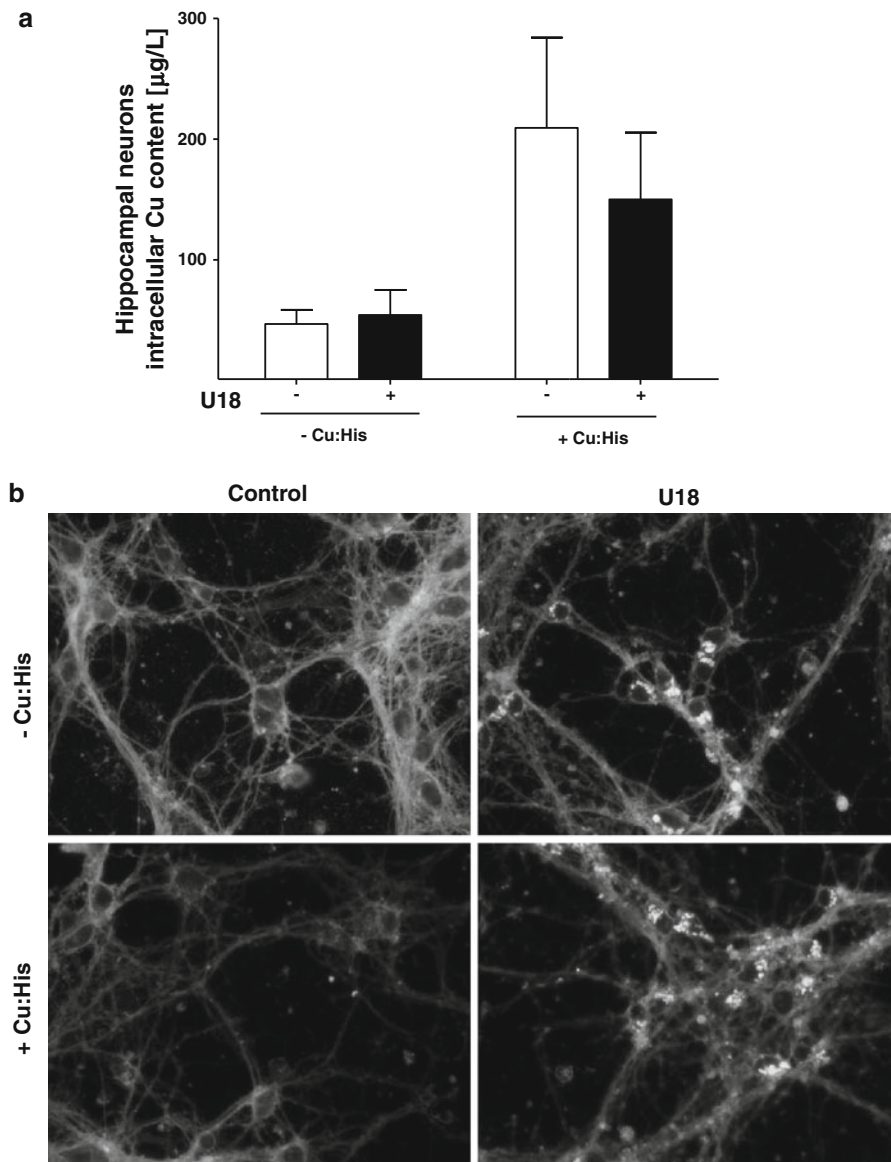 a
Hippocampal neurons
intracellular Cu content [µg/L]
300
200
100
U18 - + - +
- Cu:His + Cu:His
b
Control U18
- Cu:His
+ Cu:His